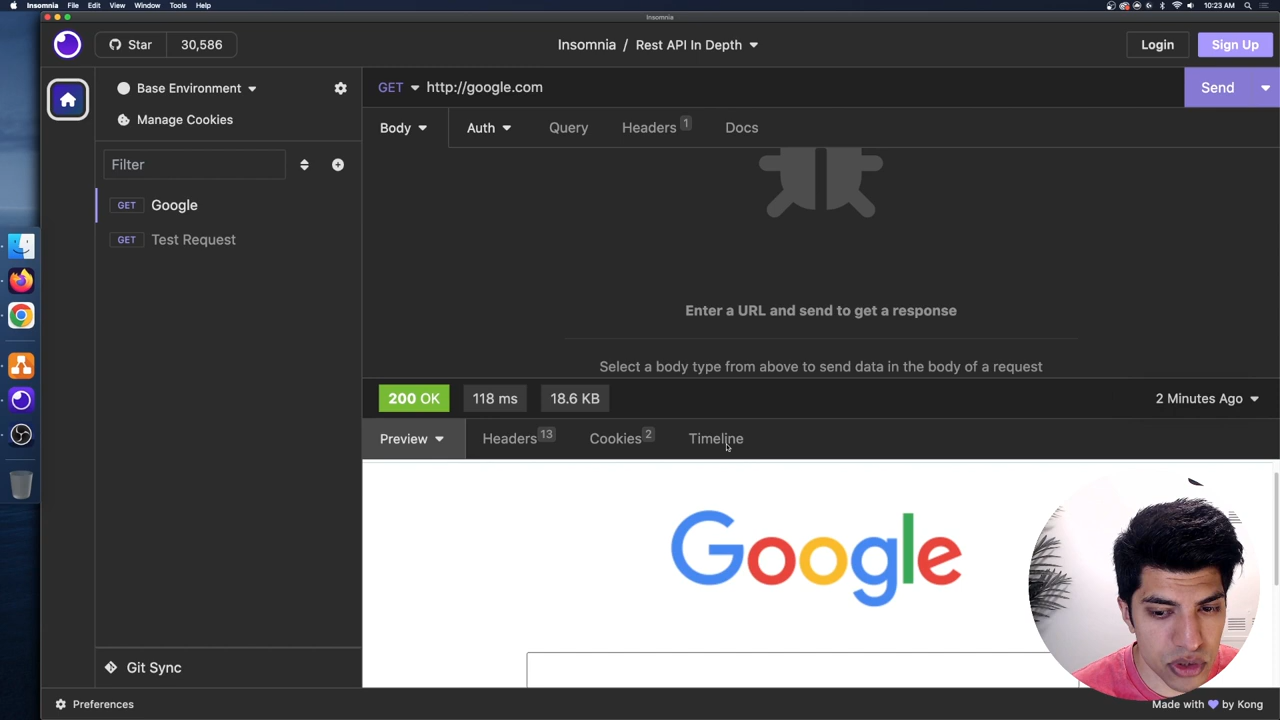 Insomnia File Edit View Window Tools Help
10:23 AM
Insomnia
Star 30,586
Insomnia / Rest API In Depth
Login
Sign Up
Base Environment
Manage Cookies
Filter
GET Google
GET Test Request
Git Sync
Preferences
GET http://google.com
Send
Body
Auth
Query
Headers 1
Docs
Enter a URL and send to get a response
Select a body type from above to send data in the body of a request
200 OK
118 ms
18.6 KB
2 Minutes Ago
Preview
Headers 13
Cookies 2
Timeline
Google
Made with 💜 by Kong